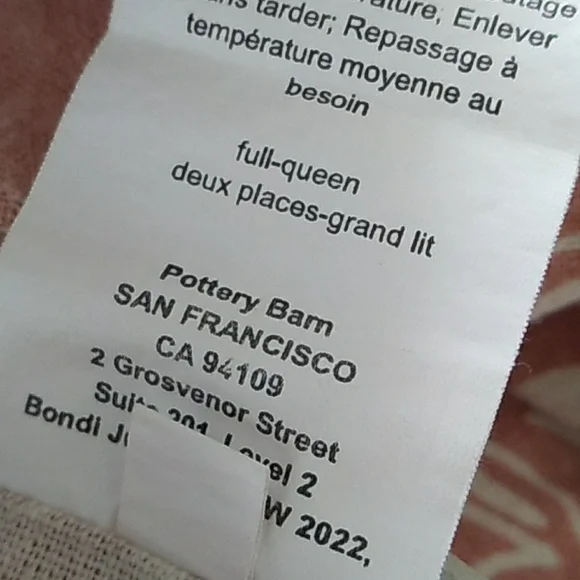 Enlever
tarder; Repassage à
température moyenne au
besoin
full-queen
deux places-grand lit
Pottery Barn
SAN FRANCISCO
CA 94109
2 Grosvenor Street
201, Level 2
Bondi
2022,